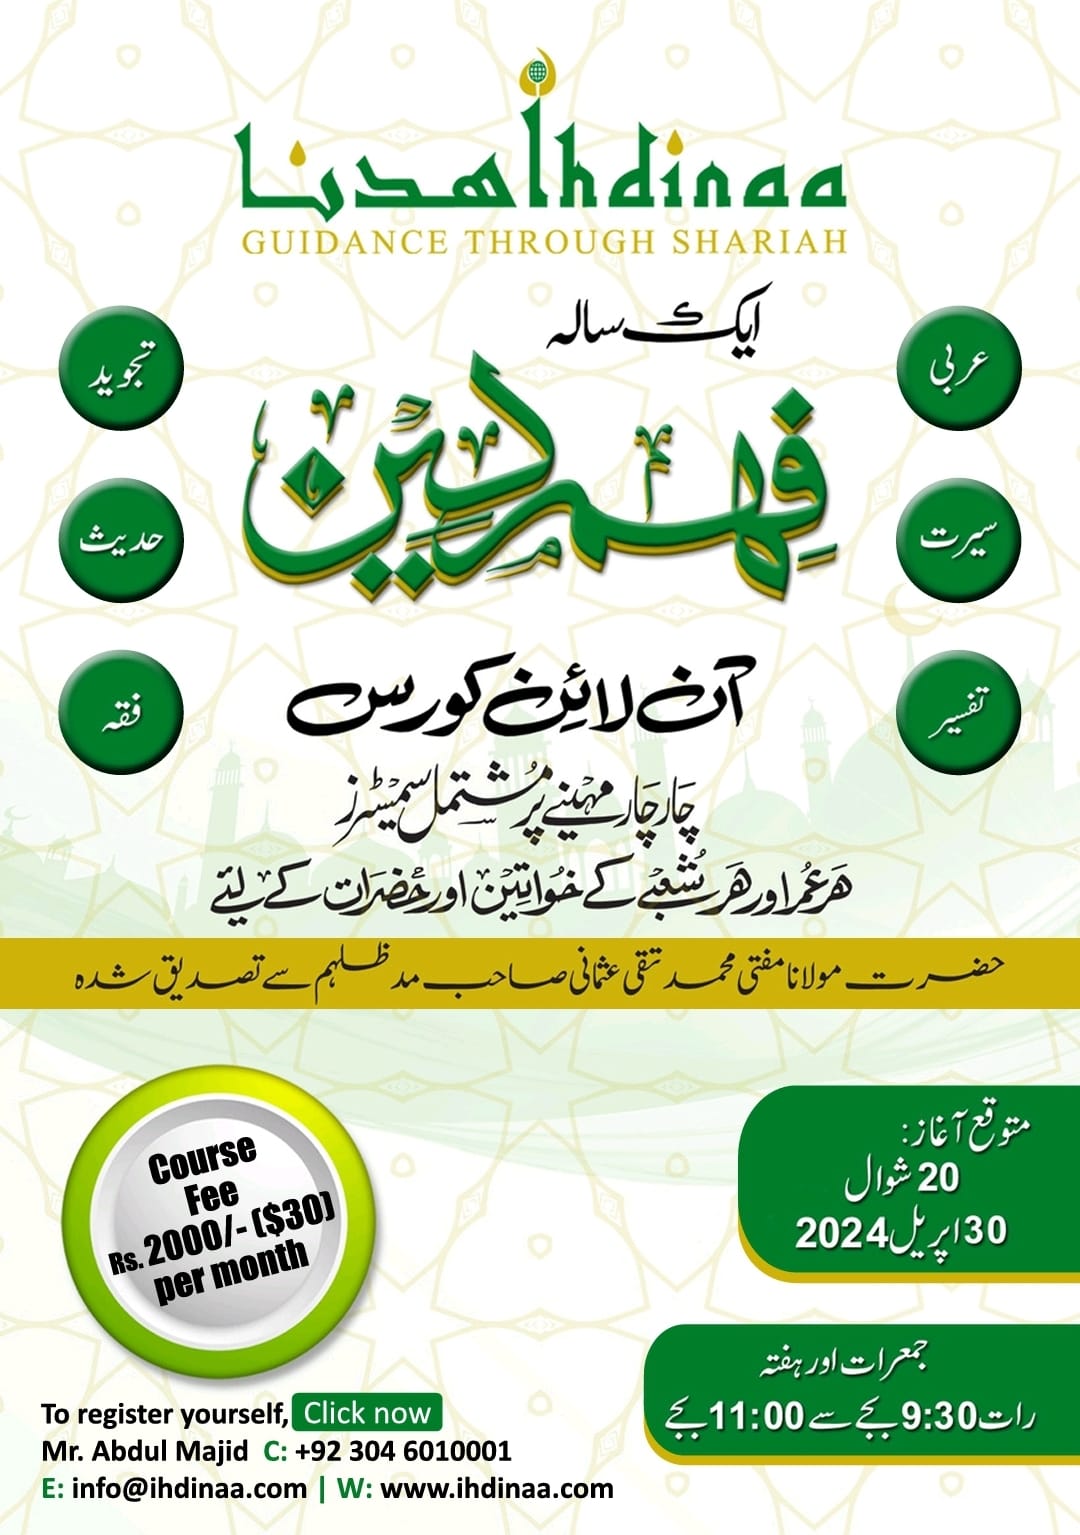 اهدنا Ihdinaa
GUIDANCE THROUGH SHARIAH
ایک سالہ
فہم دین
عربی
تجوید
سیرت
حدیث
تفسیر
فقہ
آن لائن کورس
چار چار مہینے پر مشتمل سمیسٹرز
ہر عمر اور ہر شعبے کے خواتین اور حضرات کے لئے
حضرت مولانا مفتی محمد تقی عثمانی صاحب مدظلہم سے تصدیق شدہ
متوقع آغاز:
20 شوال
30 اپریل 2024
Course
Fee
Rs. 2000/- ($30)
per month
جمعرات اور ہفتہ
رات 9:30 بجے سے 11:00 بجے
To register yourself, Click now
Mr. Abdul Majid C: +92 304 6010001
E: info@ihdinaa.com | W: www.ihdinaa.com